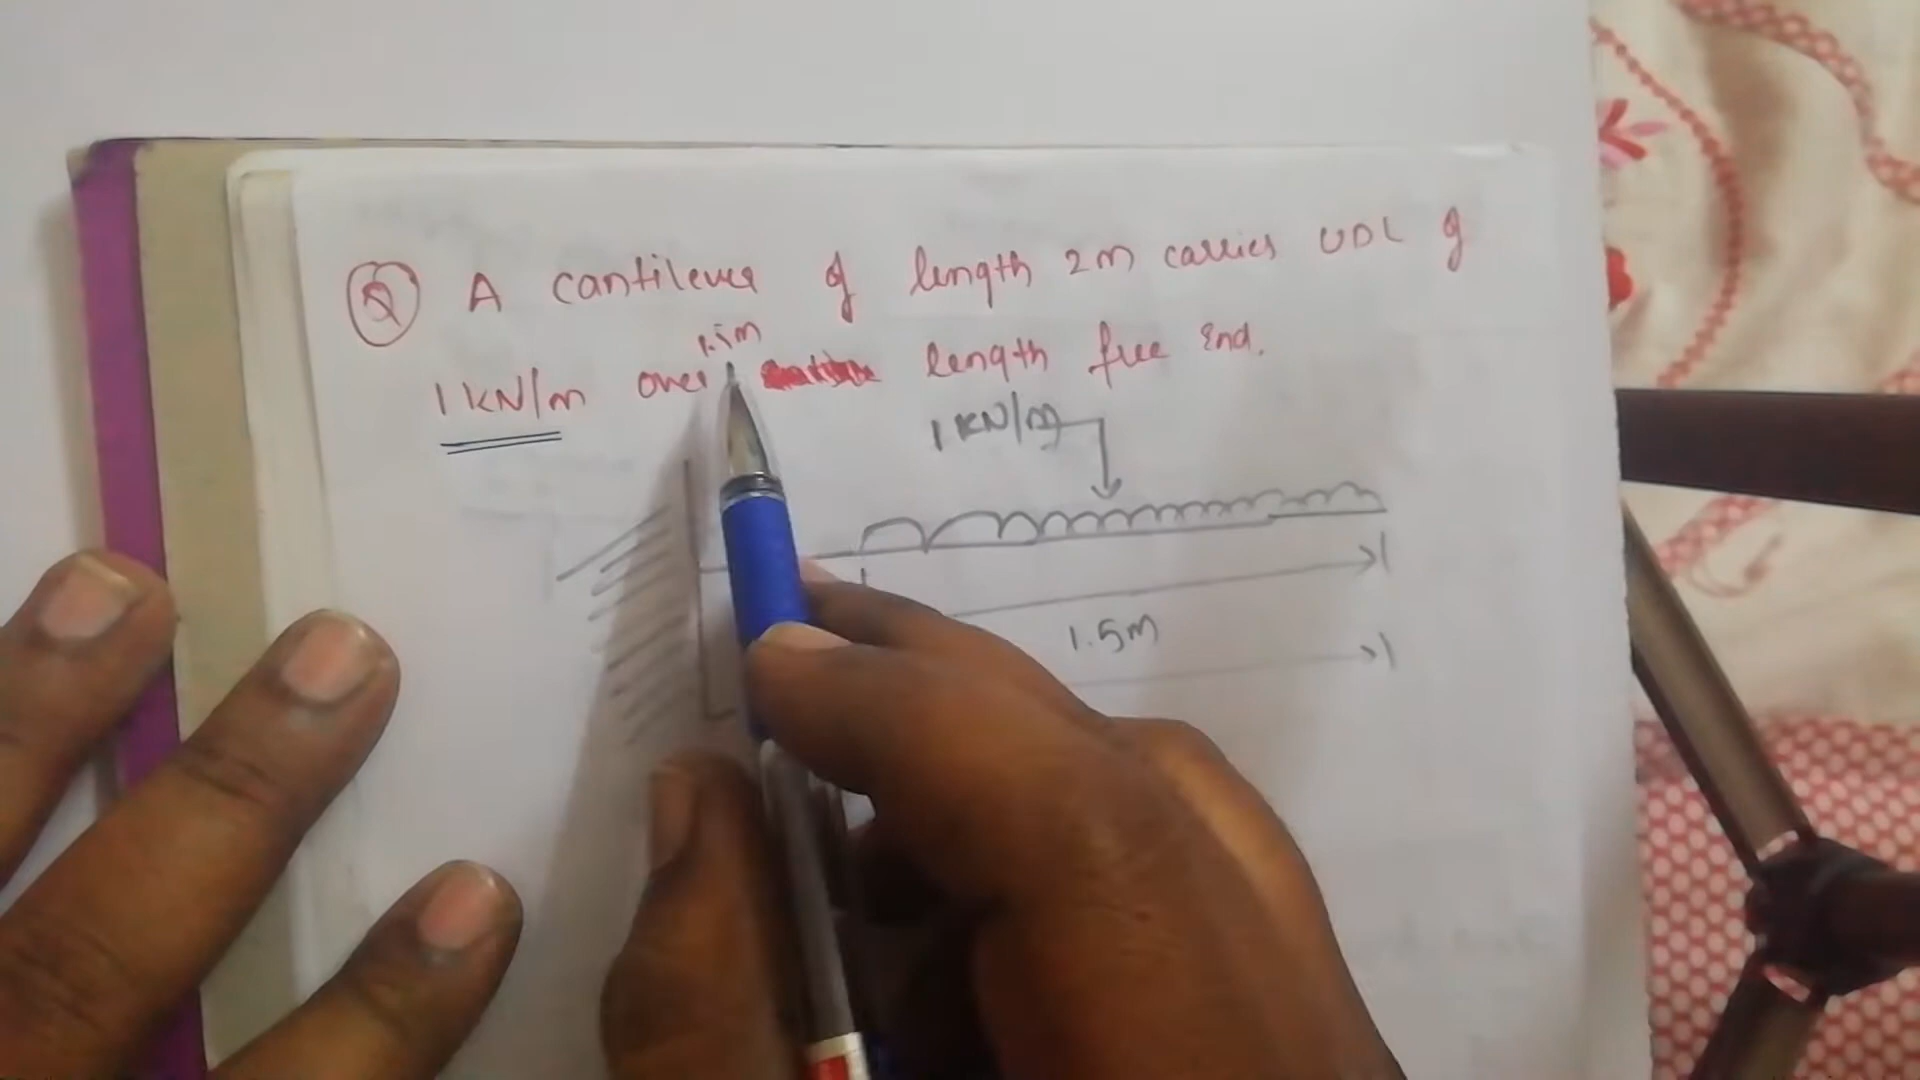 Q A cantilever of length 2m carries UDL of
1.5m
1 KN/m over length free End.
1 KN/m
1.5m